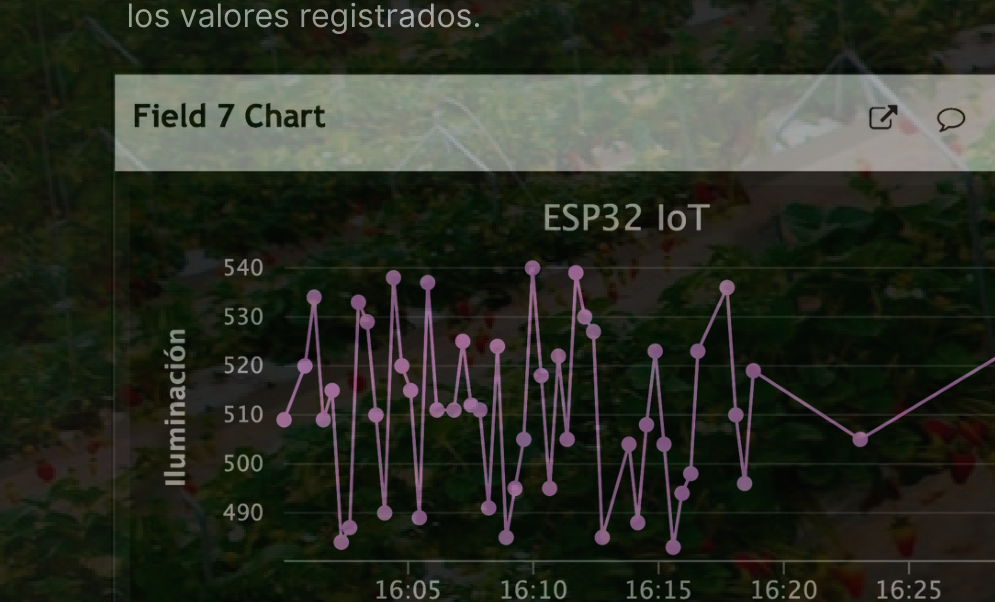 los valores registrados.
Field 7 Chart
ESP32 IoT
Iluminación
540
530
520
510
500
490
16:05 16:10 16:15 16:20 16:25